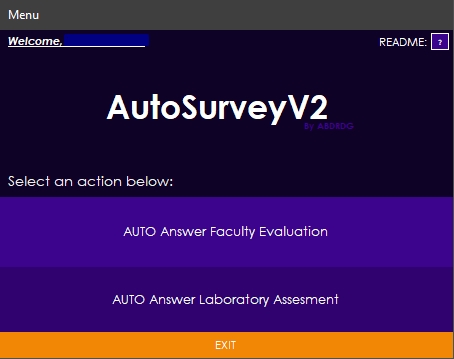 Menu
Welcome,
README: ?
AutoSurveyV2
By ABDRDG
Select an action below:
AUTO Answer Faculty Evaluation
AUTO Answer Laboratory Assesment
EXIT